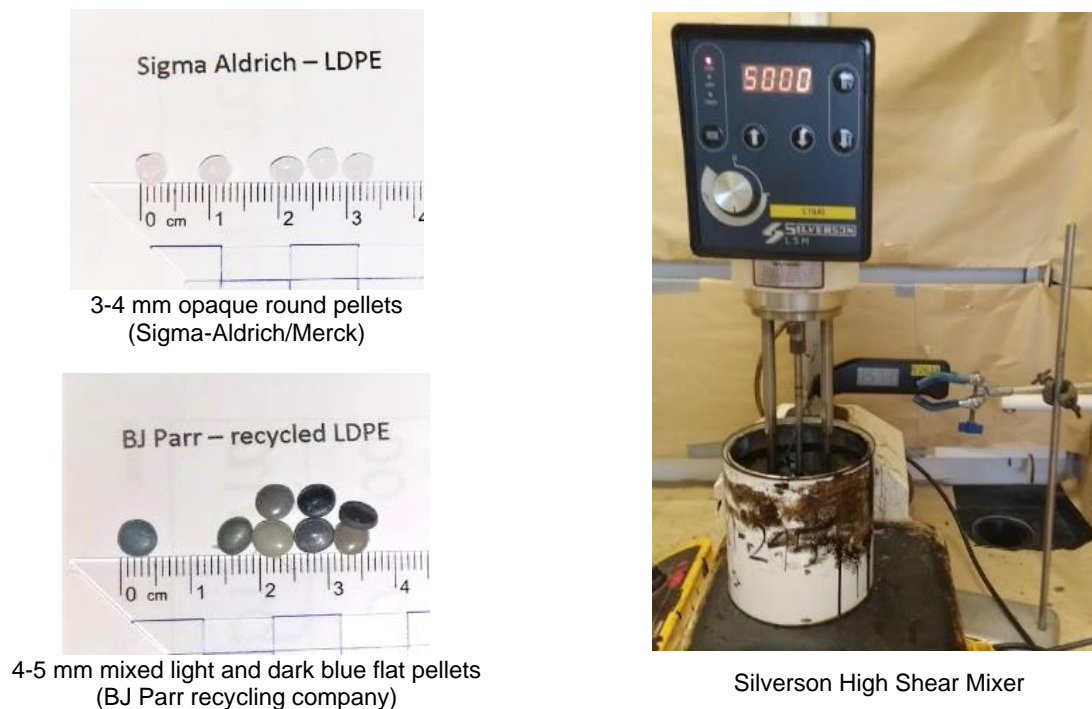 Sigma Aldrich – LDPE
0 cm 1 2 3 4
3-4 mm opaque round pellets
(Sigma-Aldrich/Merck)
BJ Parr – recycled LDPE
0 cm 1 2 3 4
4-5 mm mixed light and dark blue flat pellets
(BJ Parr recycling company)
5000
SILVERSON
L5M
2
Silverson High Shear Mixer